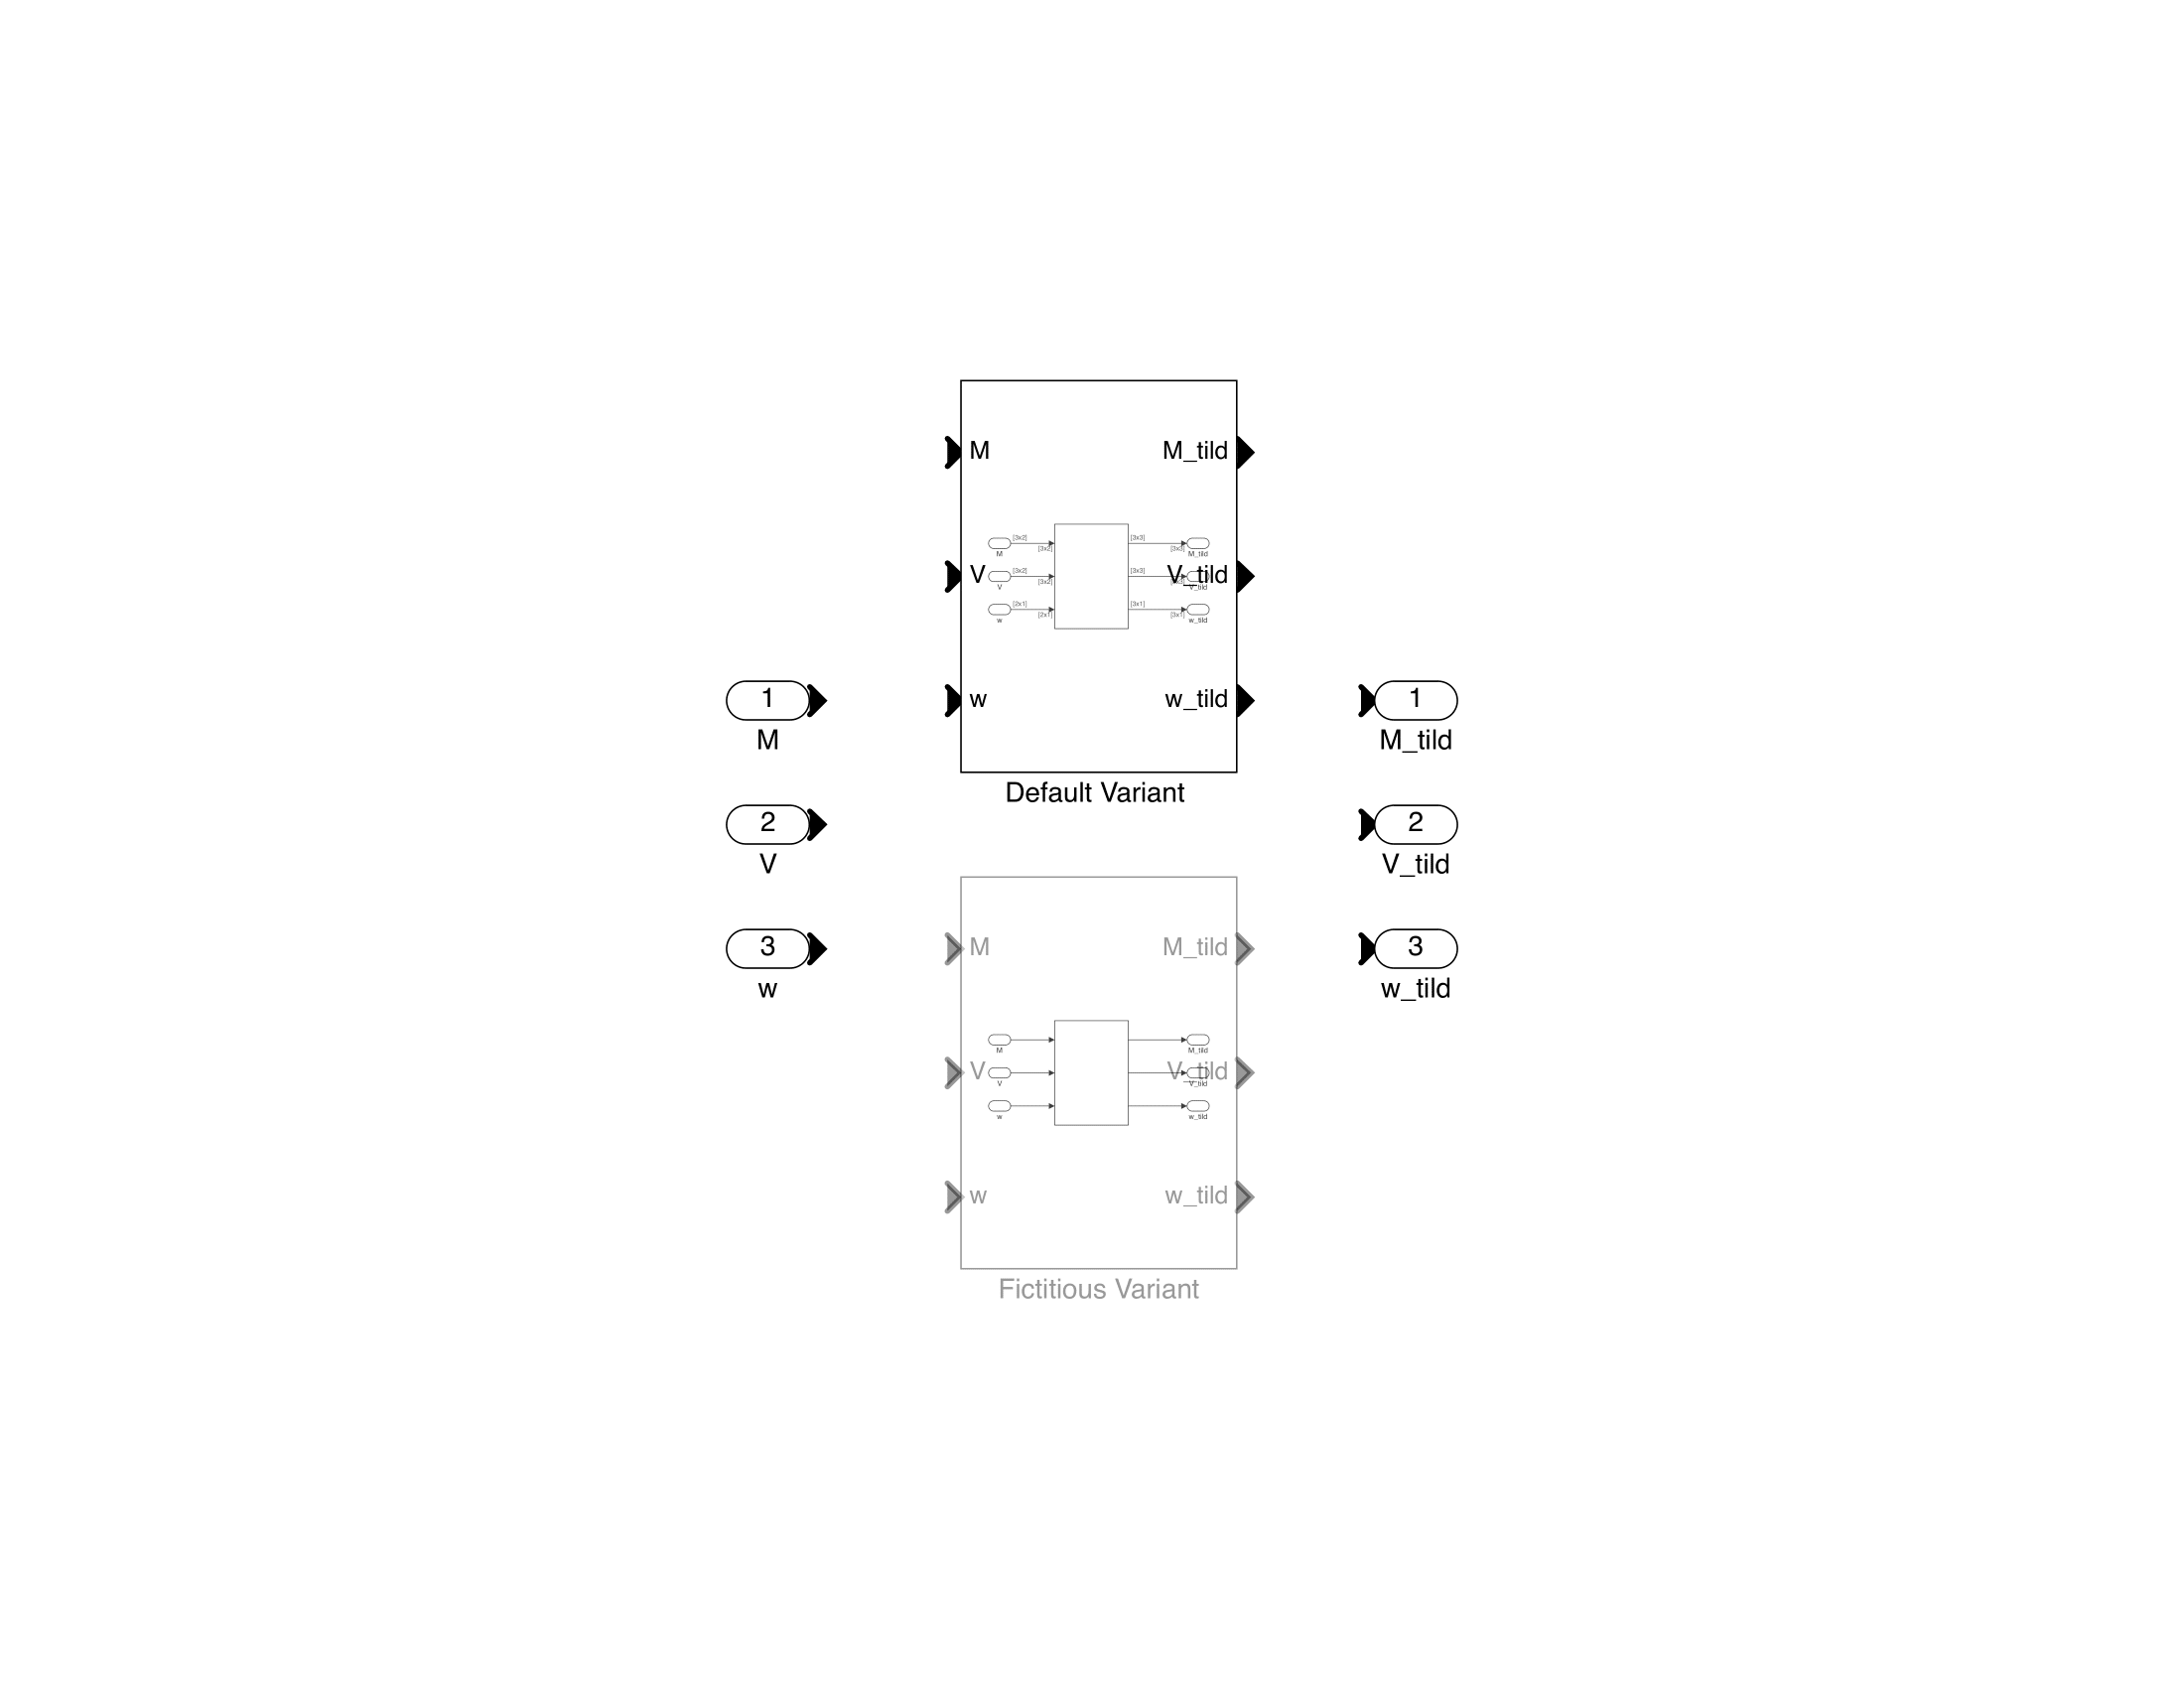 M M_tild
[3x2] [3x3]
[3x2] [3x3]
M M_tild
V [3x2] [3x3] V_tild
[3x2]
V V_tild
[2x1] [3x1]
[2x1] [3x1]
w w_tild
w w_tild
1 1
M M_tild
Default Variant
2 2
V V_tild
3 3
M M_tild
w w_tild
M M_tild
V V_tild
V V_tild
w w_tild
w w_tild
Fictitious Variant